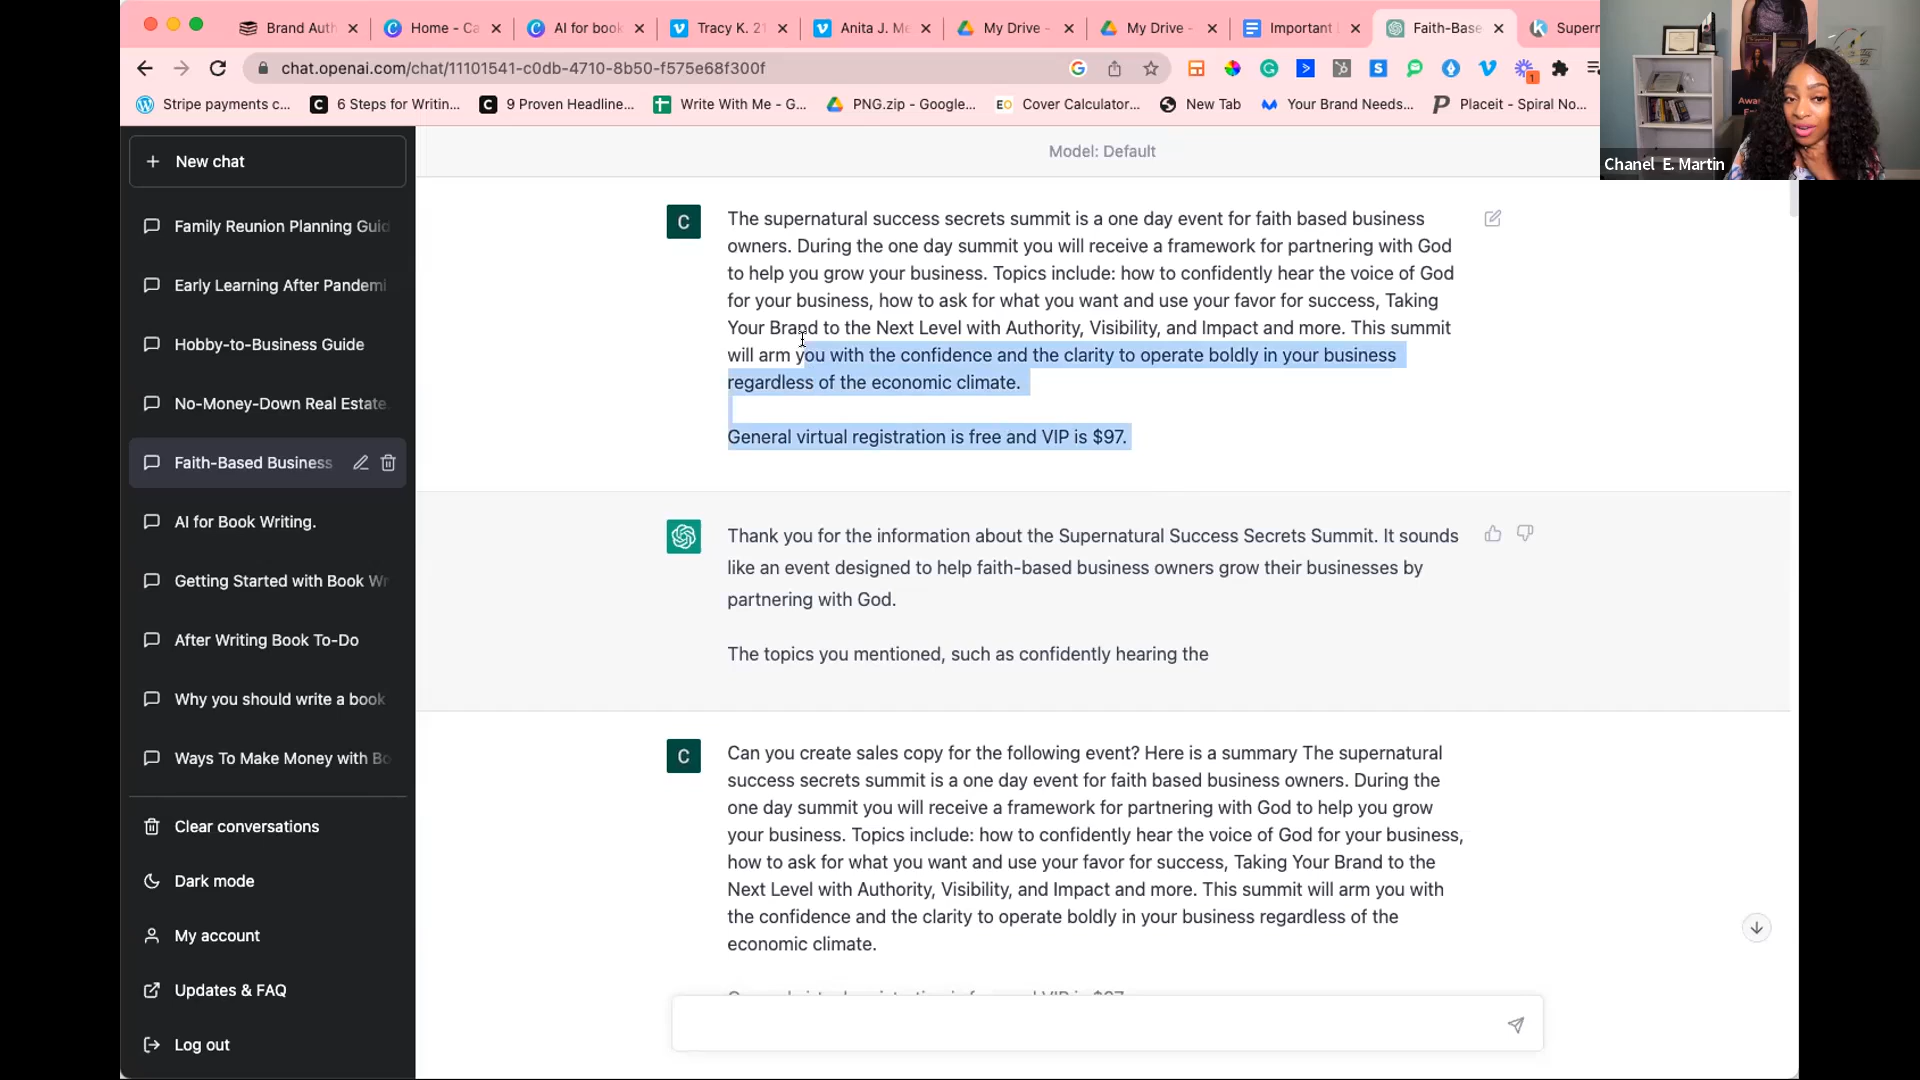 Brand Auth
Home - Ca
AI for book
Tracy K. 21
Anita J. Me
My Drive -
My Drive -
Important
Faith-Base
Supern
chat.openai.com/chat/11101541-c0db-4710-8b50-f575e68f300f
1
Stripe payments c...
6 Steps for Writin...
9 Proven Headline...
Write With Me - G...
PNG.zip - Google...
EO Cover Calculator...
New Tab
Your Brand Needs...
Placeit - Spiral No...
Chanel E. Martin
New chat
Family Reunion Planning Guid
Early Learning After Pandemi
Hobby-to-Business Guide
No-Money-Down Real Estate
Faith-Based Business
AI for Book Writing.
Getting Started with Book Wr
After Writing Book To-Do
Why you should write a book
Ways To Make Money with Bo
Clear conversations
Dark mode
My account
Updates & FAQ
Log out
Model: Default
C
The supernatural success secrets summit is a one day event for faith based business
owners. During the one day summit you will receive a framework for partnering with God
to help you grow your business. Topics include: how to confidently hear the voice of God
for your business, how to ask for what you want and use your favor for success, Taking
Your Brand to the Next Level with Authority, Visibility, and Impact and more. This summit
will arm you with the confidence and the clarity to operate boldly in your business
regardless of the economic climate.
General virtual registration is free and VIP is $97.
Thank you for the information about the Supernatural Success Secrets Summit. It sounds
like an event designed to help faith-based business owners grow their businesses by
partnering with God.
The topics you mentioned, such as confidently hearing the
C
Can you create sales copy for the following event? Here is a summary The supernatural
success secrets summit is a one day event for faith based business owners. During the
one day summit you will receive a framework for partnering with God to help you grow
your business. Topics include: how to confidently hear the voice of God for your business,
how to ask for what you want and use your favor for success, Taking Your Brand to the
Next Level with Authority, Visibility, and Impact and more. This summit will arm you with
the confidence and the clarity to operate boldly in your business regardless of the
economic climate.